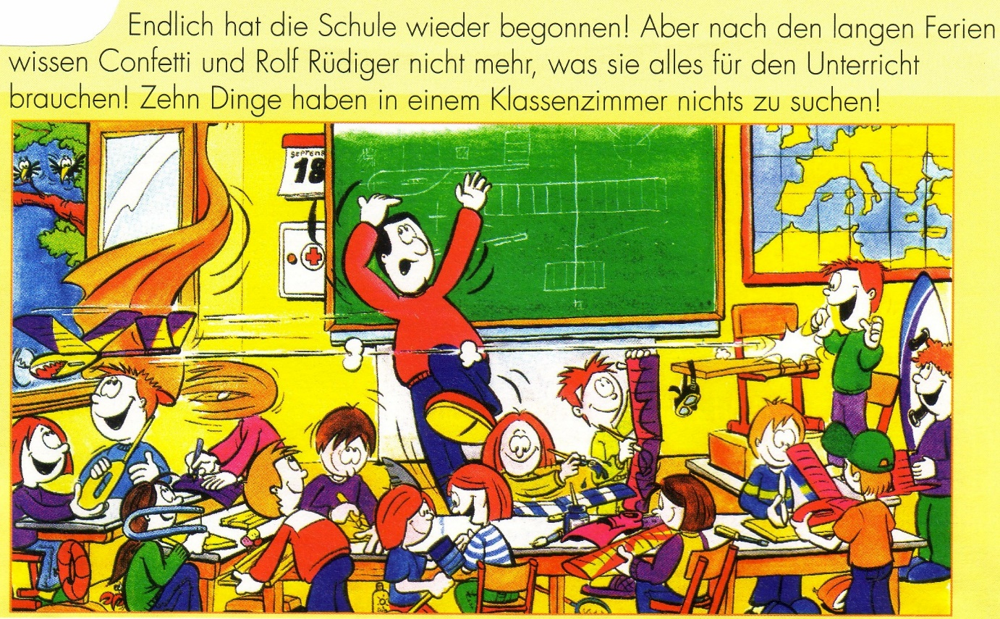 Endlich hat die Schule wieder begonnen! Aber nach den langen Ferien
wissen Confetti und Rolf Rüdiger nicht mehr, was sie alles für den Unterricht
brauchen! Zehn Dinge haben in einem Klassenzimmer nichts zu suchen!
18